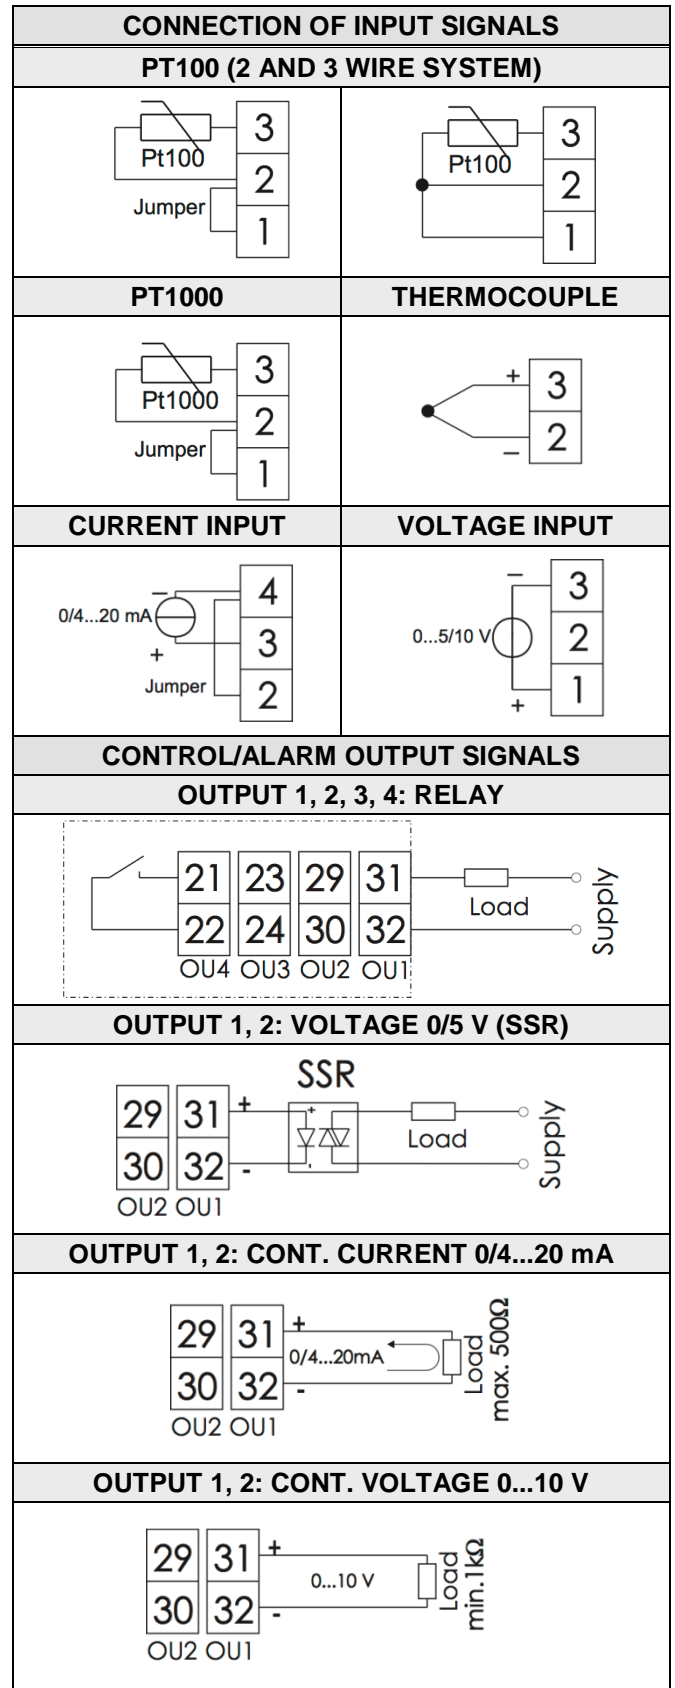 CONNECTION OF INPUT SIGNALS
PT100 (2 AND 3 WIRE SYSTEM)
3
Pt100
2
Jumper
1
3
Pt100
2
1
PT1000
THERMOCOUPLE
3
Pt1000
2
Jumper
1
+ 3
2
–
CURRENT INPUT
VOLTAGE INPUT
– 4
0/4...20 mA
3
+
Jumper 2
– 3
0...5/10 V 2
1
+
CONTROL/ALARM OUTPUT SIGNALS
OUTPUT 1, 2, 3, 4: RELAY
21 23 29 31
Load
22 24 30 32
OU4 OU3 OU2 OU1
Supply
OUTPUT 1, 2: VOLTAGE 0/5 V (SSR)
SSR
29 31 + +
Load
30 32 - -
OU2 OU1
Supply
OUTPUT 1, 2: CONT. CURRENT 0/4...20 mA
29 31 +
0/4...20mA
30 32 -
OU2 OU1
Load
max. 500Ω
OUTPUT 1, 2: CONT. VOLTAGE 0...10 V
29 31 +
0...10 V
30 32 -
OU2 OU1
Load
min.1kΩ